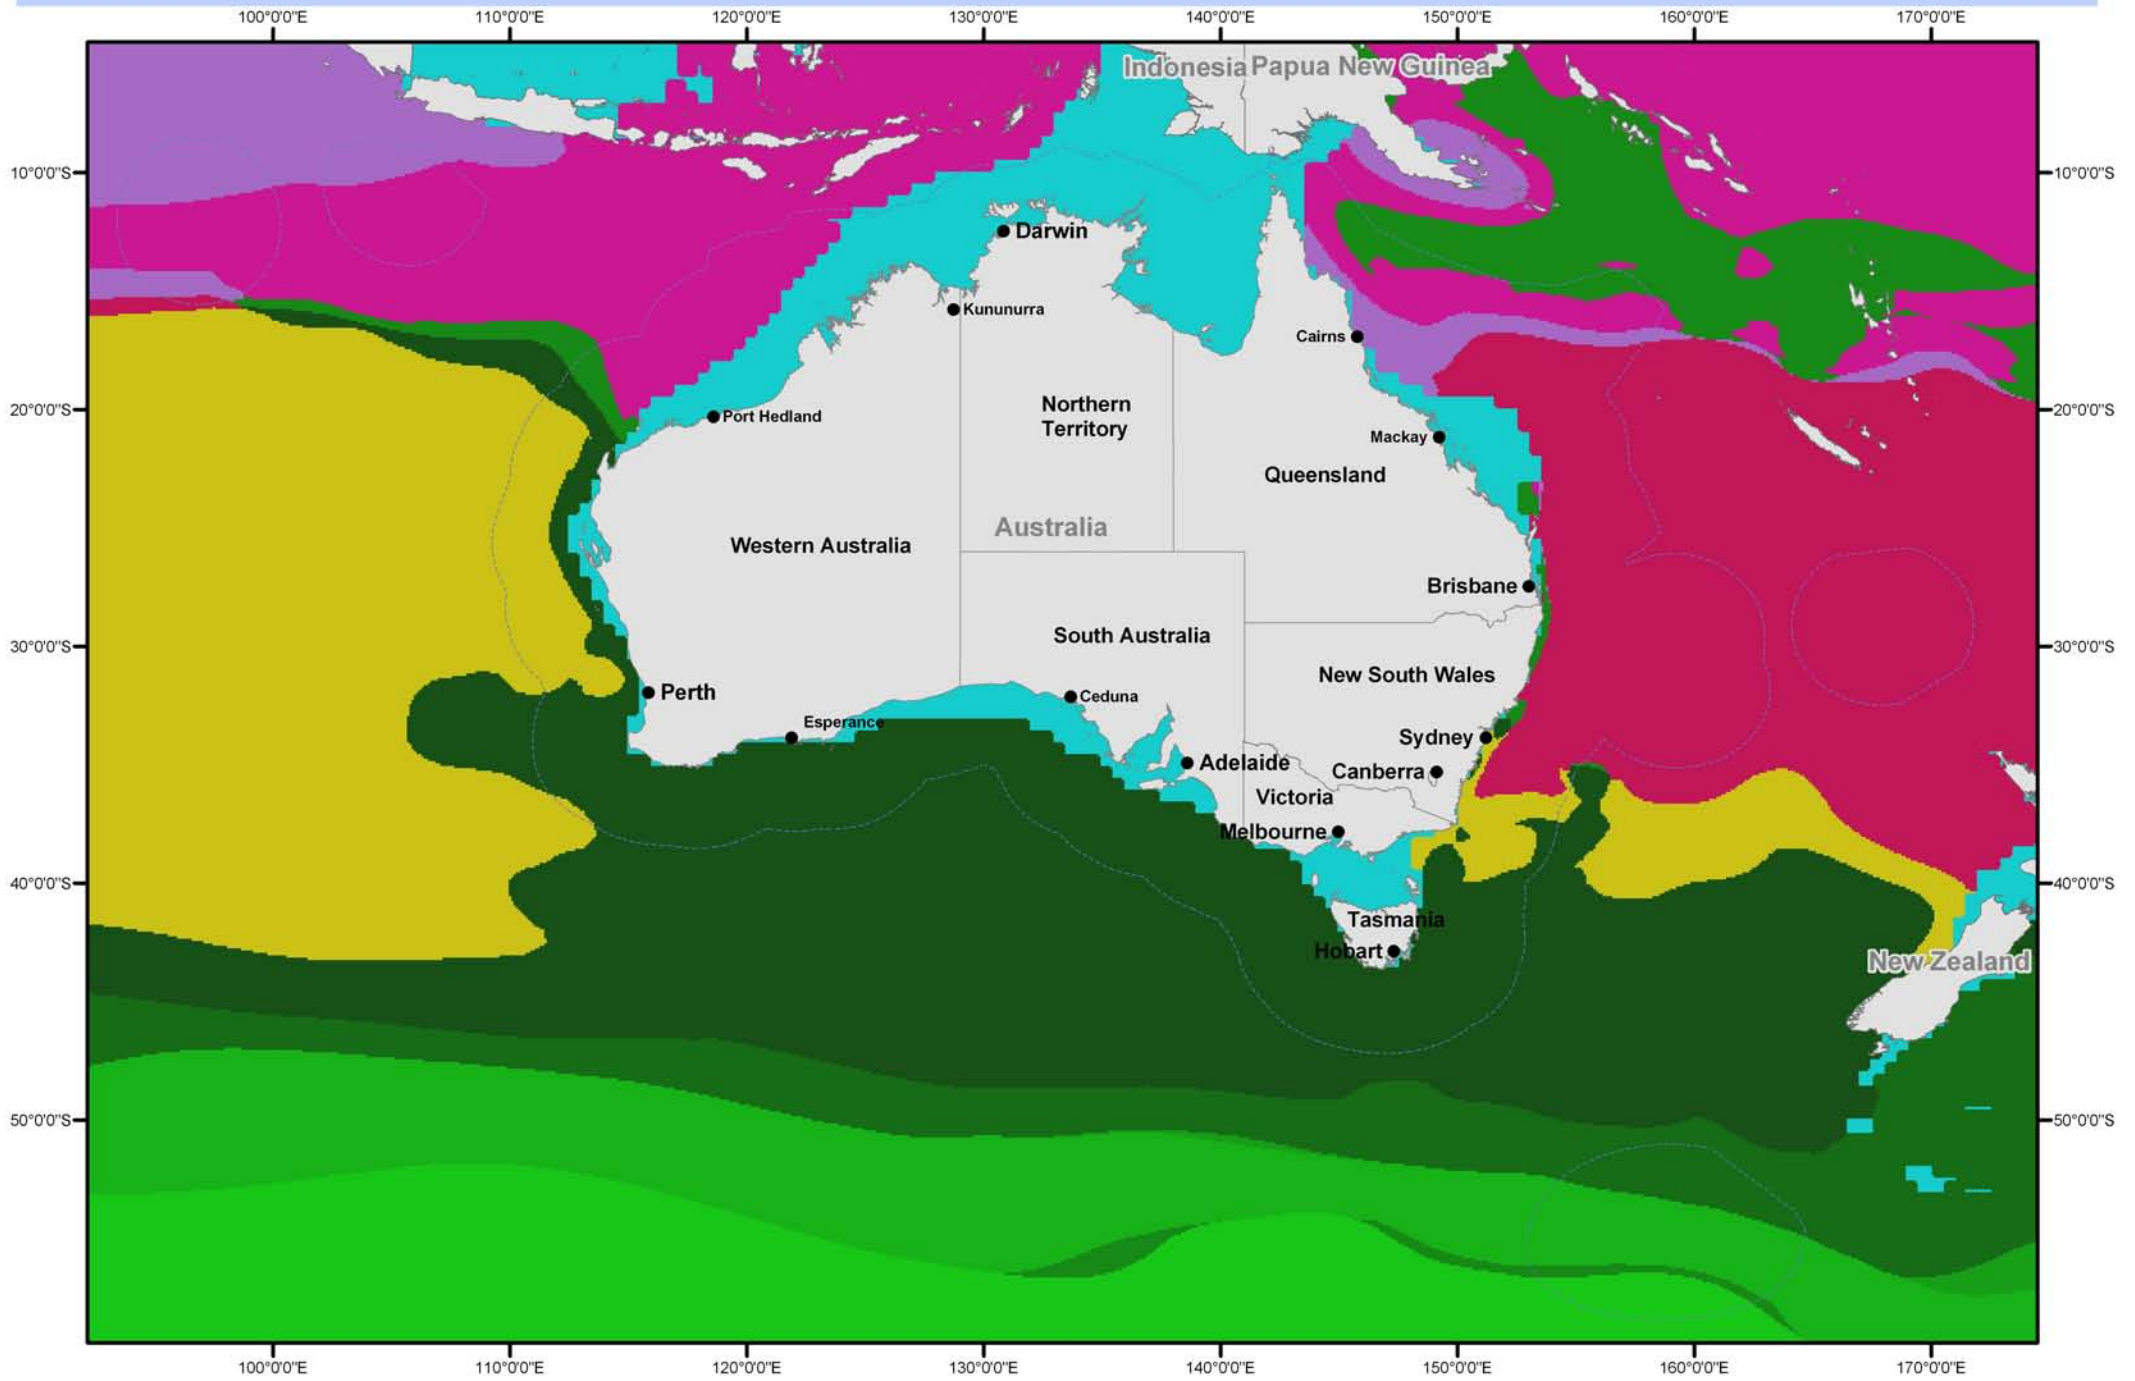 100°0'0"E 110°0'0"E 120°0'0"E 130°0'0"E 140°0'0"E 150°0'0"E 160°0'0"E 170°0'0"E
Indonesia Papua New Guinea
10°0'0"S 10°0'0"S
Darwin
Kununurra
Cairns
Northern
Territory
20°0'0"S 20°0'0"S
Port Hedland
Mackay
Queensland
Australia
Western Australia
Brisbane
South Australia
30°0'0"S 30°0'0"S
New South Wales
Perth
Ceduna
Esperance
Sydney
Adelaide
Canberra
Victoria
Melbourne
40°0'0"S 40°0'0"S
Tasmania
Hobart
New Zealand
50°0'0"S 50°0'0"S
100°0'0"E 110°0'0"E 120°0'0"E 130°0'0"E 140°0'0"E 150°0'0"E 160°0'0"E 170°0'0"E